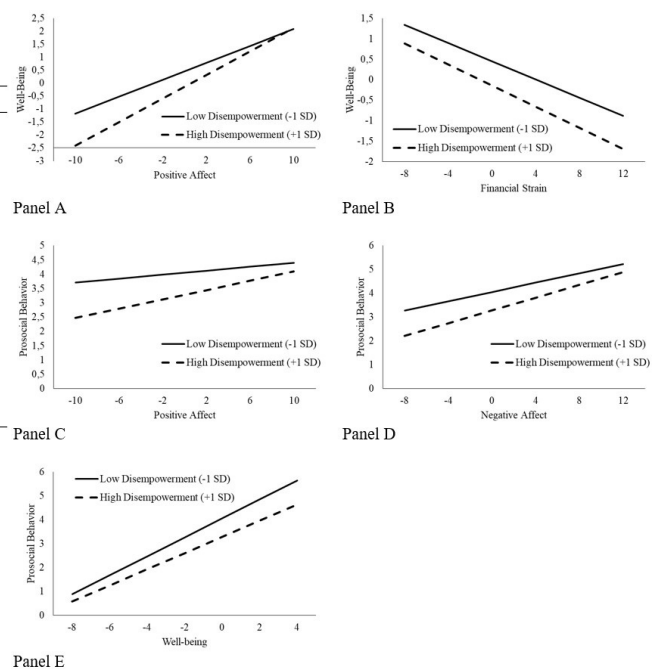 2,5
2
1,5
1
0,5
0
-0,5
-1
-1,5
-2
-2,5
-3
Well-Being
Low Disempowerment (-1 SD)
High Disempowerment (+1 SD)
-10 -6 -2 2 6 10
Positive Affect
Panel A
1,5
1
0,5
0
-0,5
-1
-1,5
-2
Well-Being
Low Disempowerment (-1 SD)
High Disempowerment (+1 SD)
-8 -4 0 4 8 12
Financial Strain
Panel B
5
4,5
4
3,5
3
2,5
2
1,5
1
0,5
0
Prosocial Behavior
Low Disempowerment (-1 SD)
High Disempowerment (+1 SD)
-10 -6 -2 2 6 10
Positive Affect
Panel C
6
5
4
3
2
1
0
Prosocial Behavior
Low Disempowerment (-1 SD)
High Disempowerment (+1 SD)
-8 -4 0 4 8 12
Negative Affect
Panel D
6
5
4
3
2
1
0
Prosocial Behavior
Low Disempowerment (-1 SD)
High Disempowerment (+1 SD)
-8 -6 -4 -2 0 2 4
Well-being
Panel E